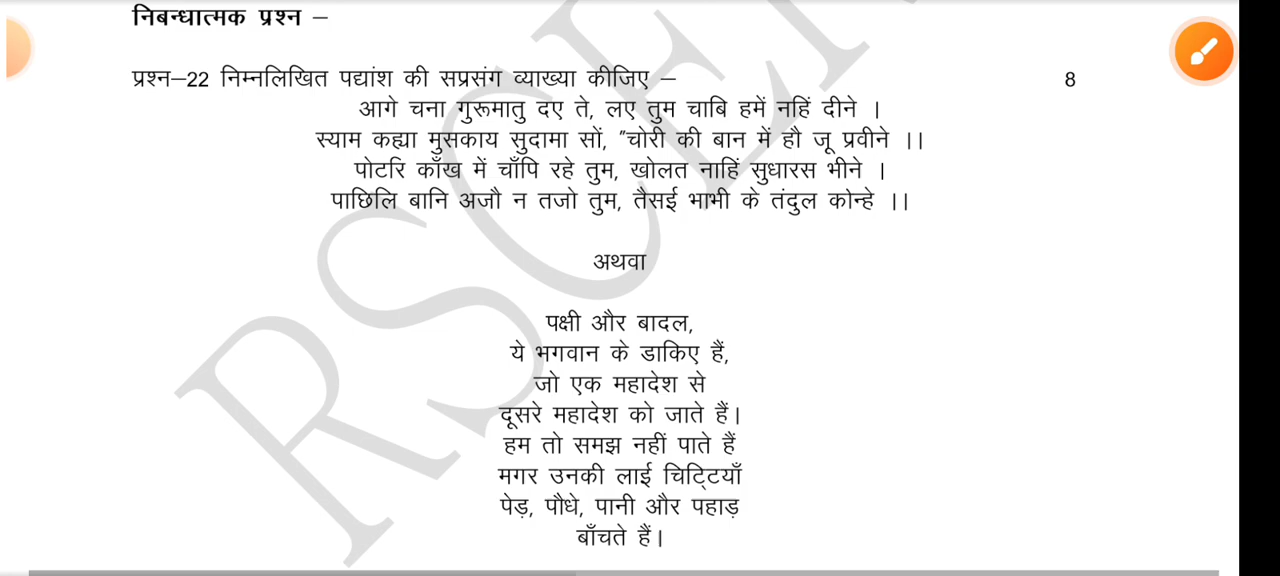 निबन्धात्मक प्रश्न –
प्रश्न–22 निम्नलिखित पद्यांश की सप्रसंग व्याख्या कीजिए – 8
आगे चना गुरूमातु दए ते, लए तुम चाबि हमें नहिं दीने ।
स्याम कह्या मुसकाय सुदामा सों, "चोरी की बान में हौ जू प्रवीने ।।
पोटरि काँख में चाँपि रहे तुम, खोलत नाहिं सुधारस भीने ।
पाछिलि बानि अजौ न तजो तुम, तैसई भाभी के तंदुल कोन्हे ।।
अथवा
पक्षी और बादल,
ये भगवान के डाकिए हैं,
जो एक महादेश से
दूसरे महादेश को जाते हैं।
हम तो समझ नहीं पाते हैं
मगर उनकी लाई चिट्टियाँ
पेड़, पौधे, पानी और पहाड़
बाँचते हैं।
RSCER